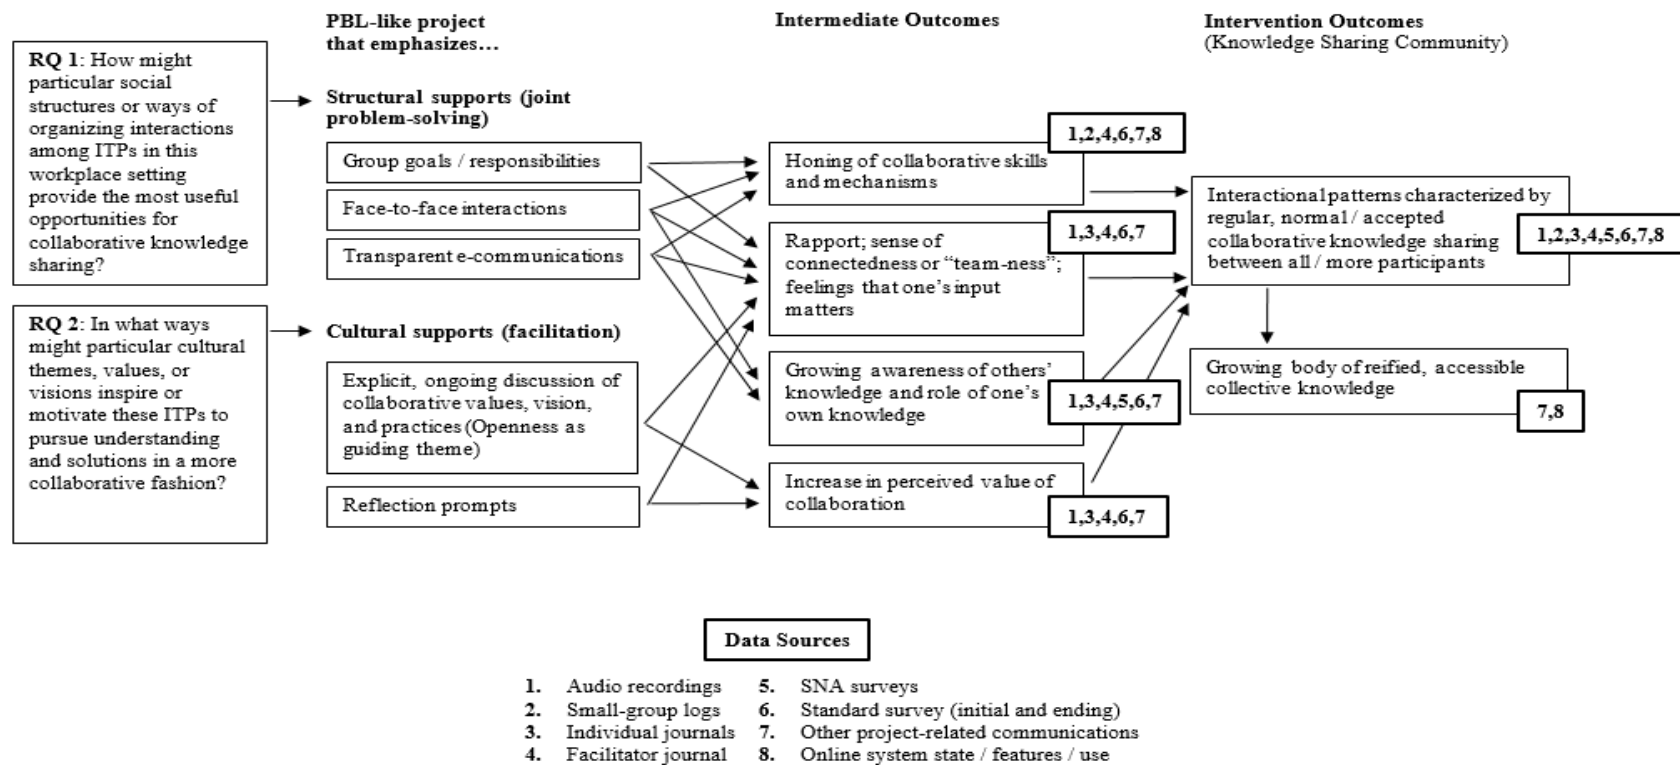 PBL-like project
that emphasizes…
Intermediate Outcomes
Intervention Outcomes
(Knowledge Sharing Community)
RQ 1: How might
particular social
structures or ways of
organizing interactions
among ITPs in this
workplace setting
provide the most useful
opportunities for
collaborative knowledge
sharing?
RQ 2: In what ways
might particular cultural
themes, values, or
visions inspire or
motivate these ITPs to
pursue understanding
and solutions in a more
collaborative fashion?
Structural supports (joint
problem-solving)
Group goals / responsibilities
Face-to-face interactions
Transparent e-communications
Cultural supports (facilitation)
Explicit, ongoing discussion of
collaborative values, vision,
and practices (Openness as
guiding theme)
Reflection prompts
1,2,4,6,7,8
Honing of collaborative skills
and mechanisms
1,3,4,6,7
Rapport; sense of
connectedness or “team-ness”;
feelings that one’s input
matters
Growing awareness of others’
knowledge and role of one’s
own knowledge
1,3,4,5,6,7
Increase in perceived value of
collaboration
1,3,4,6,7
Interactional patterns characterized by
regular, normal / accepted
collaborative knowledge sharing
between all / more participants
1,2,3,4,5,6,7,8
Growing body of reified, accessible
collective knowledge
7,8
Data Sources
1. Audio recordings
2. Small-group logs
3. Individual journals
4. Facilitator journal
5. SNA surveys
6. Standard survey (initial and ending)
7. Other project-related communications
8. Online system state / features / use